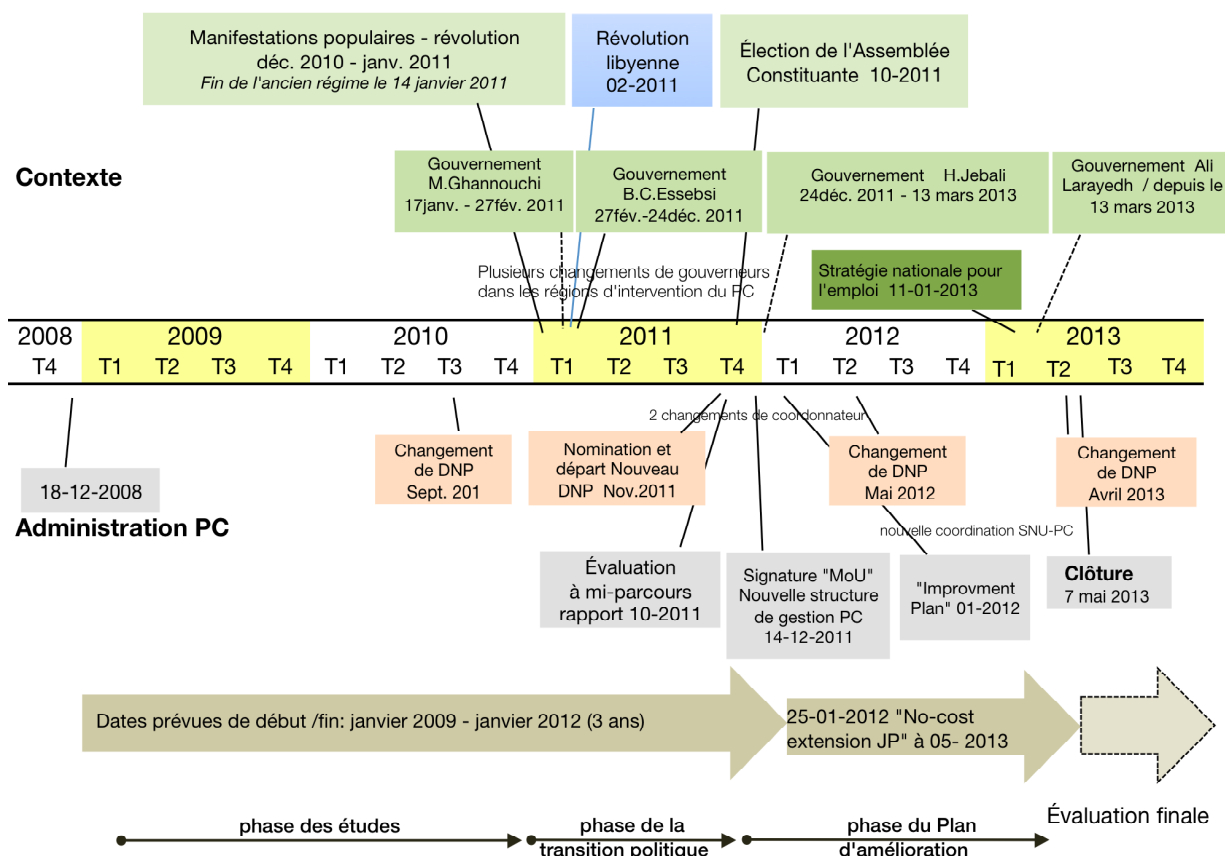 Manifestations populaires - révolution
déc. 2010 - janv. 2011
Fin de l'ancien régime le 14 janvier 2011
Révolution
libyenne
02-2011
Élection de l'Assemblée
Constituante 10-2011
Contexte
Gouvernement
M.Ghannouchi
17janv. - 27fév. 2011
Gouvernement
B.C.Essebsi
27fév.-24déc. 2011
Gouvernement H.Jebali
24déc. 2011 - 13 mars 2013
Gouvernement Ali
Larayedh / depuis le
13 mars 2013
Plusieurs changements de gouverneurs
dans les régions d'intervention du PC
Stratégie nationale pour
l'emploi 11-01-2013
2008 2009 2010 2011 2012 2013
T4 T1 T2 T3 T4 T1 T2 T3 T4 T1 T2 T3 T4 T1 T2 T3 T4 T1 T2 T3 T4
2 changements de coordonnateur
18-12-2008
Changement
de DNP
Sept. 201
Nomination et
départ Nouveau
DNP Nov.2011
Changement
de DNP
Mai 2012
Changement
de DNP
Avril 2013
Administration PC
nouvelle coordination SNU-PC
Évaluation
à mi-parcours
rapport 10-2011
Signature "MoU"
Nouvelle structure
de gestion PC
14-12-2011
"Improvment
Plan" 01-2012
Clôture
7 mai 2013
Dates prévues de début /fin: janvier 2009 - janvier 2012 (3 ans)
25-01-2012 "No-cost
extension JP" à 05- 2013
Évaluation finale
phase des études
phase de la
transition politique
phase du Plan
d'amélioration